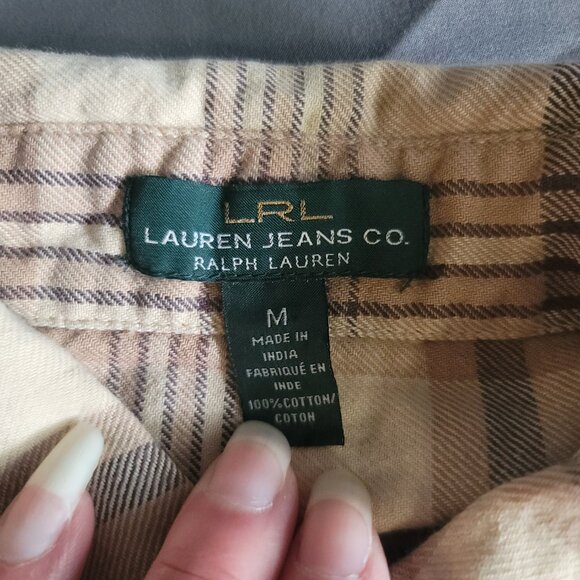 LRL
LAUREN JEANS CO.
RALPH LAUREN
M
MADE IN
INDIA
FABRIQUÉ EN
INDE
100%COTTON/
COTON